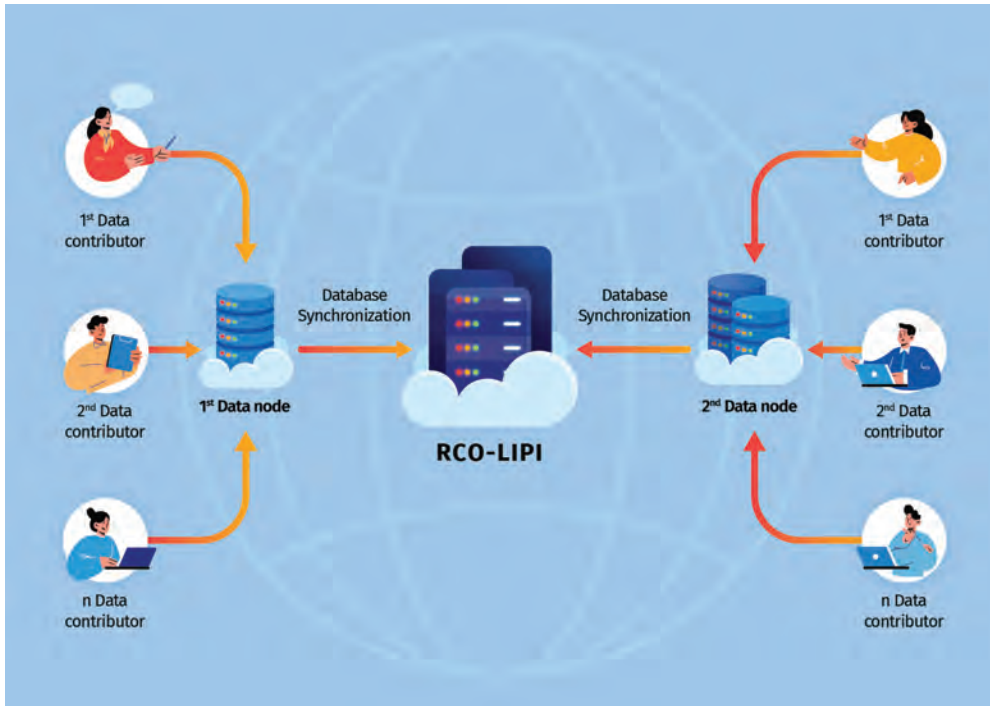 1st Data
contributor
1st Data
contributor
Database
Synchronization
Database
Synchronization
2nd Data
contributor
1st Data node
2nd Data node
2nd Data
contributor
RCO-LIPI
n Data
contributor
n Data
contributor